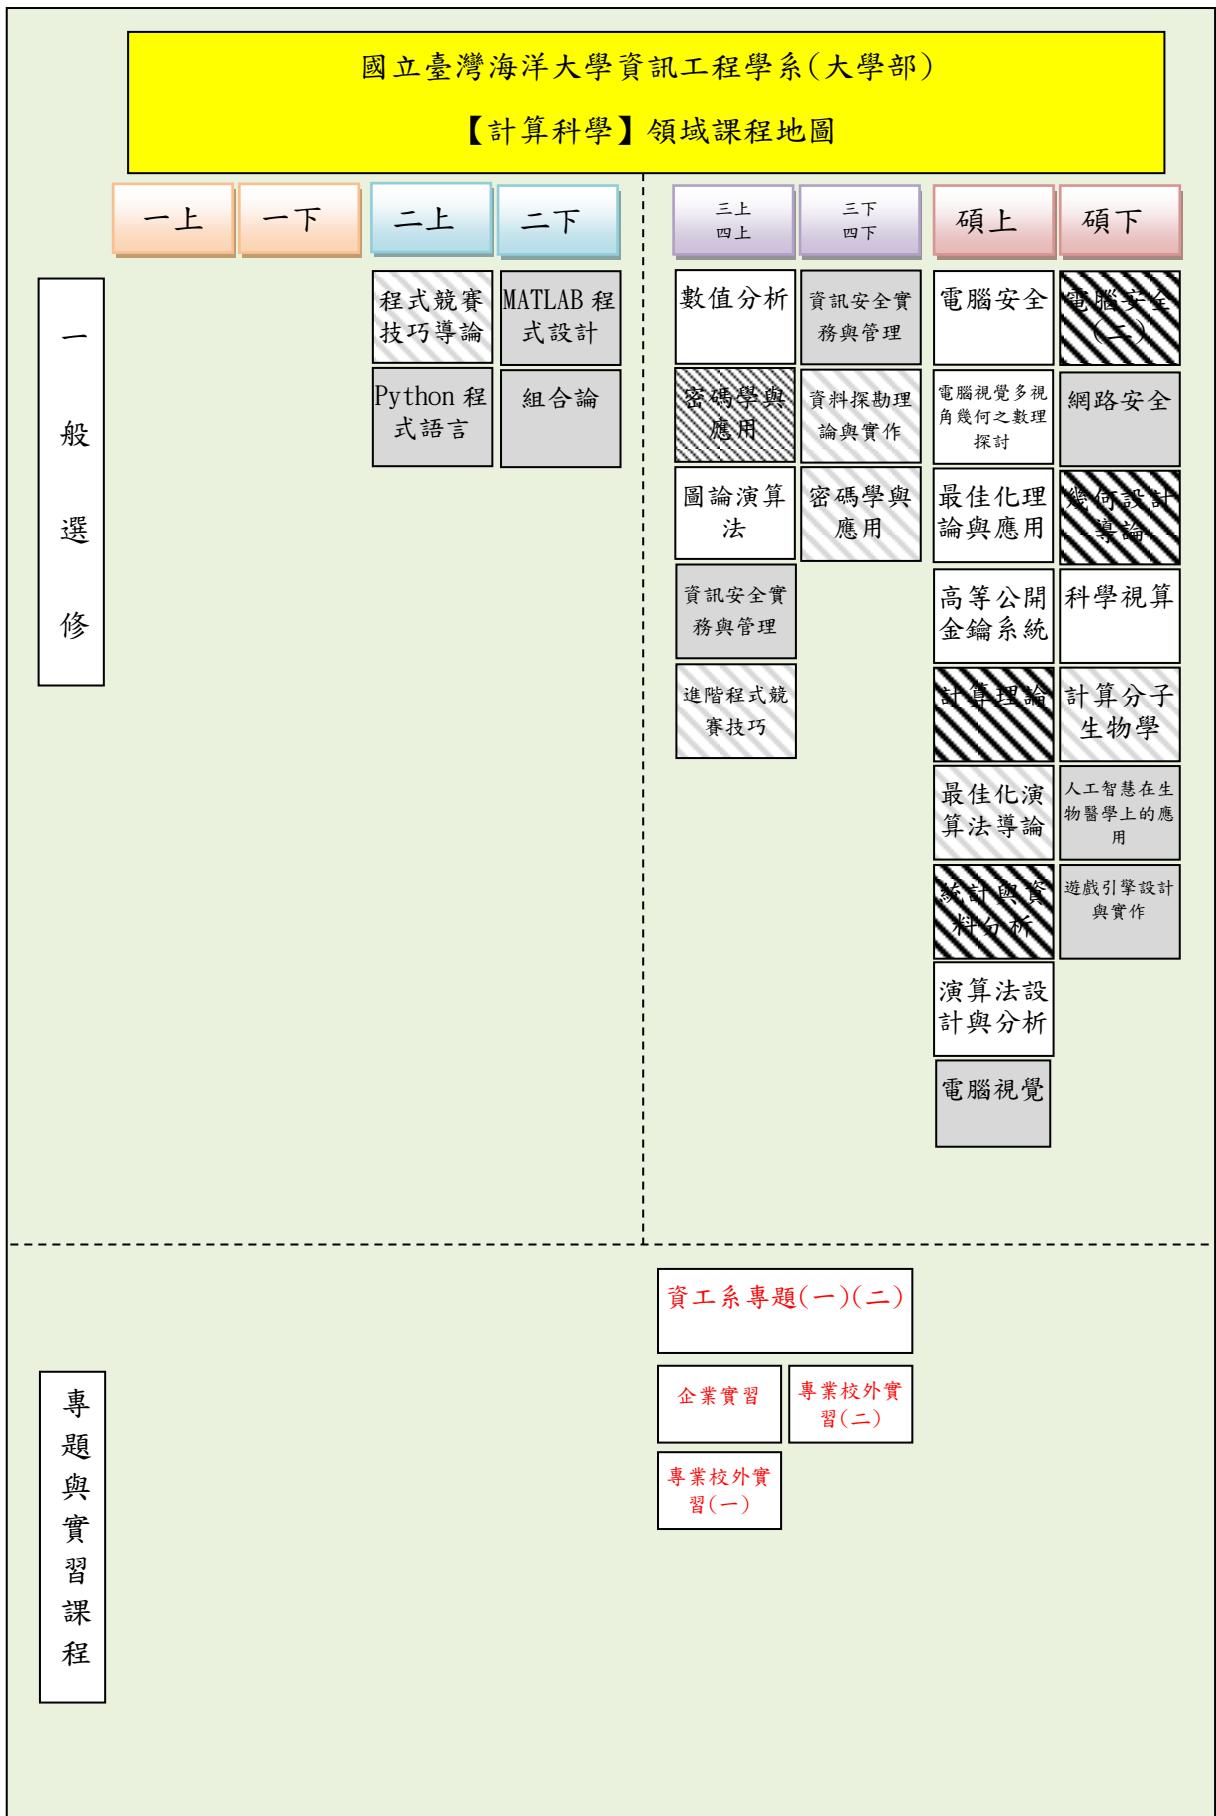 國立臺灣海洋大學資訊工程學系(大學部)
【計算科學】領域課程地圖
一上
一下
二上
二下
三上
四上
三下
四下
碩上
碩下
一般選修
程式競賽
技巧導論
Python 程
式語言
MATLAB 程
式設計
組合論
數值分析
密碼學與
應用
圖論演算
法
資訊安全實
務與管理
進階程式競
賽技巧
資訊安全實
務與管理
資料探勘理
論與實作
密碼學與
應用
電腦安全
電腦視覺多視
角幾何之數理
探討
最佳化理
論與應用
高等公開
金鑰系統
計算理論
最佳化演
算法導論
統計與資
料分析
演算法設
計與分析
電腦視覺
電腦安全
(二)
網路安全
幾何設計
導論
科學視算
計算分子
生物學
人工智慧在生
物醫學上的應
用
遊戲引擎設計
與實作
專題與實習課程
資工系專題(一)(二)
企業實習
專業校外實
習(二)
專業校外實
習(一)